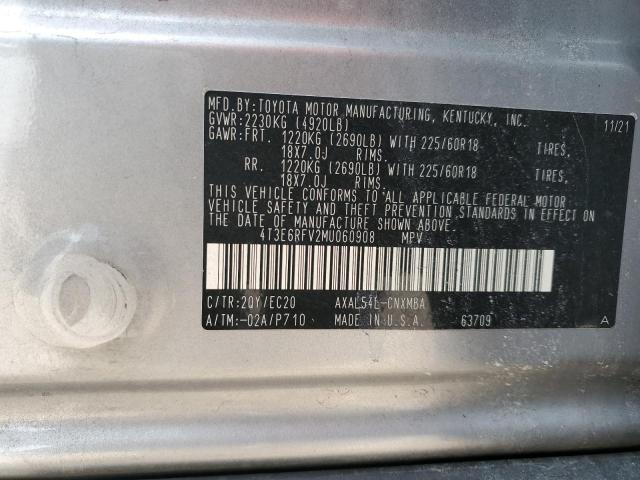 MFD.BY:TOYOTA MOTOR MANUFACTURING, KENTUCKY, INC. 11/21
GVWR:2230KG (4920LB)
GAWR:FRT. 1220KG (2690LB) WITH 225/60R18 TIRES,
18X7.0J RIMS.
RR. 1220KG (2690LB) WITH 225/60R18 TIRES,
18X7.0J RIMS.
THIS VEHICLE CONFORMS TO ALL APPLICABLE FEDERAL MOTOR
VEHICLE SAFETY AND THEFT PREVENTION STANDARDS IN EFFECT ON
THE DATE OF MANUFACTURE SHOWN ABOVE.
4T3E6RFV2MU060908 MPV
C/TR:2QY/EC20 AXAL54L-CNXMBA
A/TM:-02A/P710 MADE IN U.S.A. 63709 A